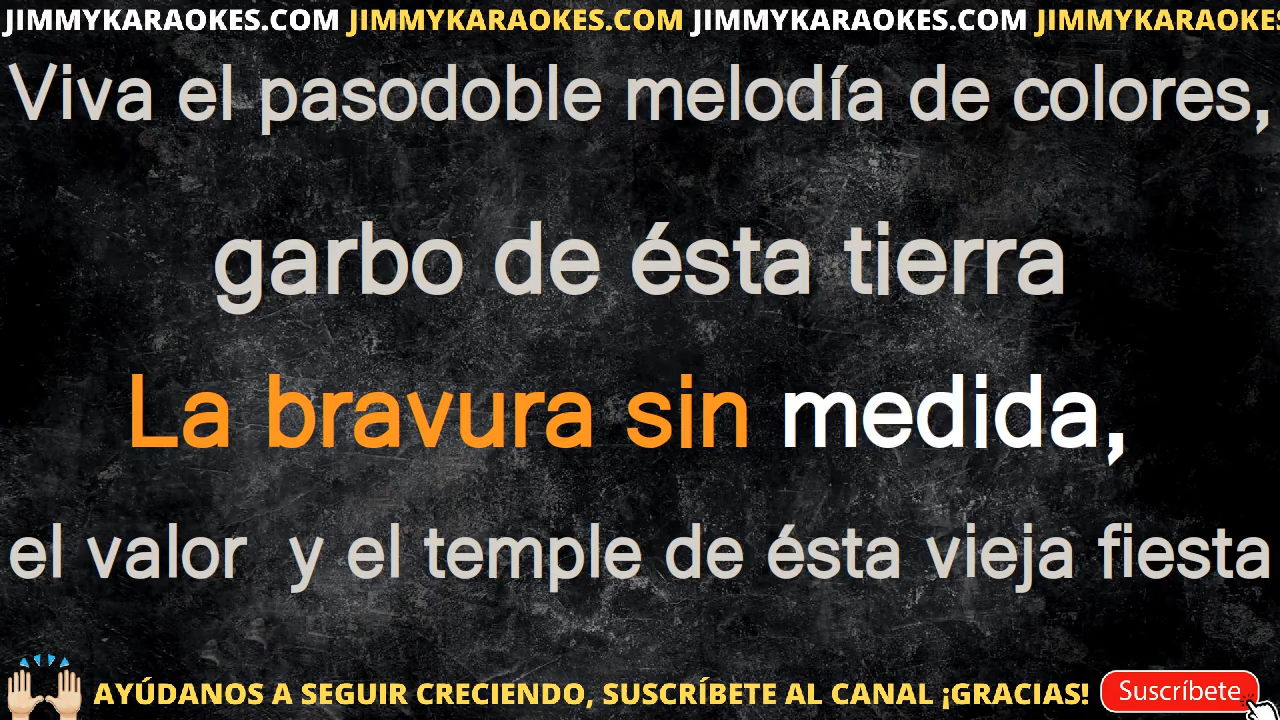 JIMMYKARAOKES.COM JIMMYKARAOKES.COM JIMMYKARAOKES.COM JIMMYKARAOKES
Viva el pasodoble melodía de colores,
garbo de ésta tierra
La bravura sin medida,
el valor y el temple de ésta vieja fiesta
AYÚDANOS A SEGUIR CRECIENDO, SUSCRÍBETE AL CANAL ¡GRACIAS! Suscríbete